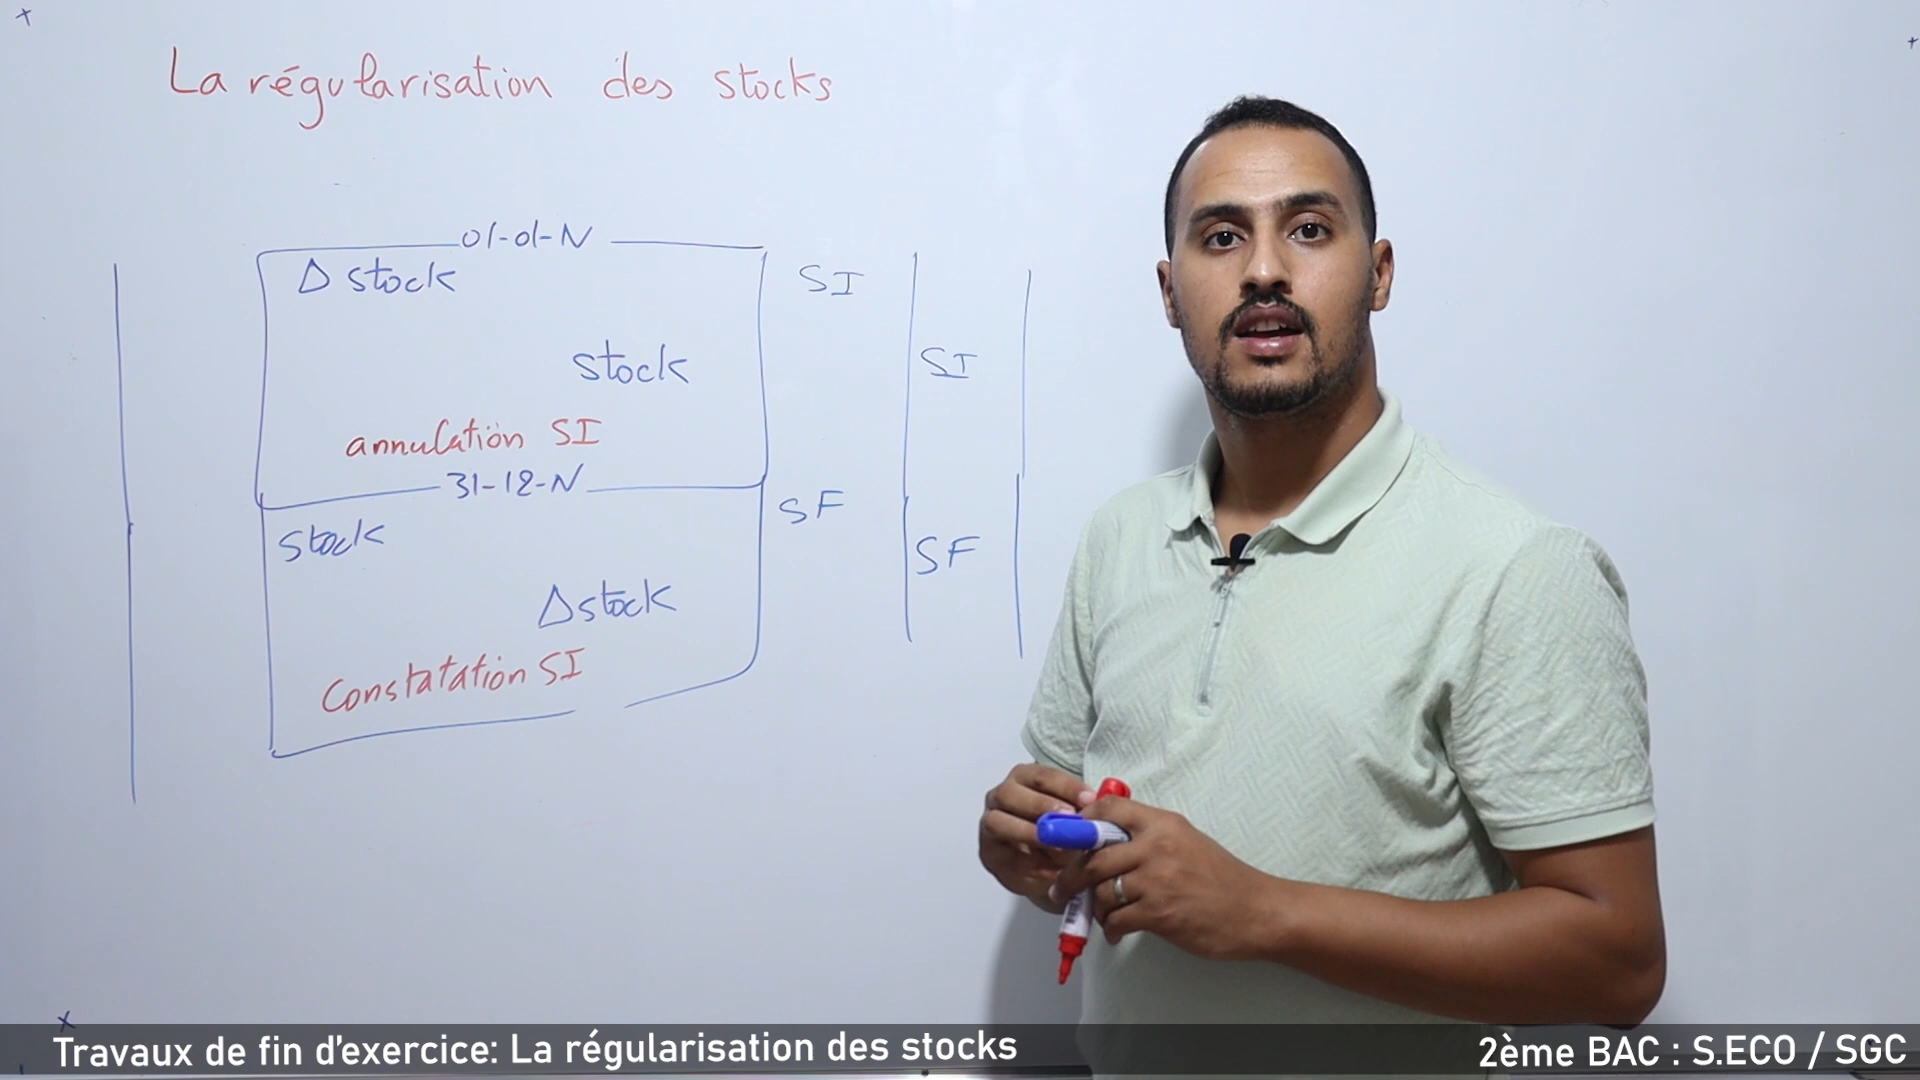 La régularisation des stocks
01-01-N
Δ stock
SI
stock
SI
annulation SI
31-12-N
SF
stock
SF
Δstock
Constatation SI
Travaux de fin d'exercice: La régularisation des stocks
2ème BAC : S.ECO / SGC